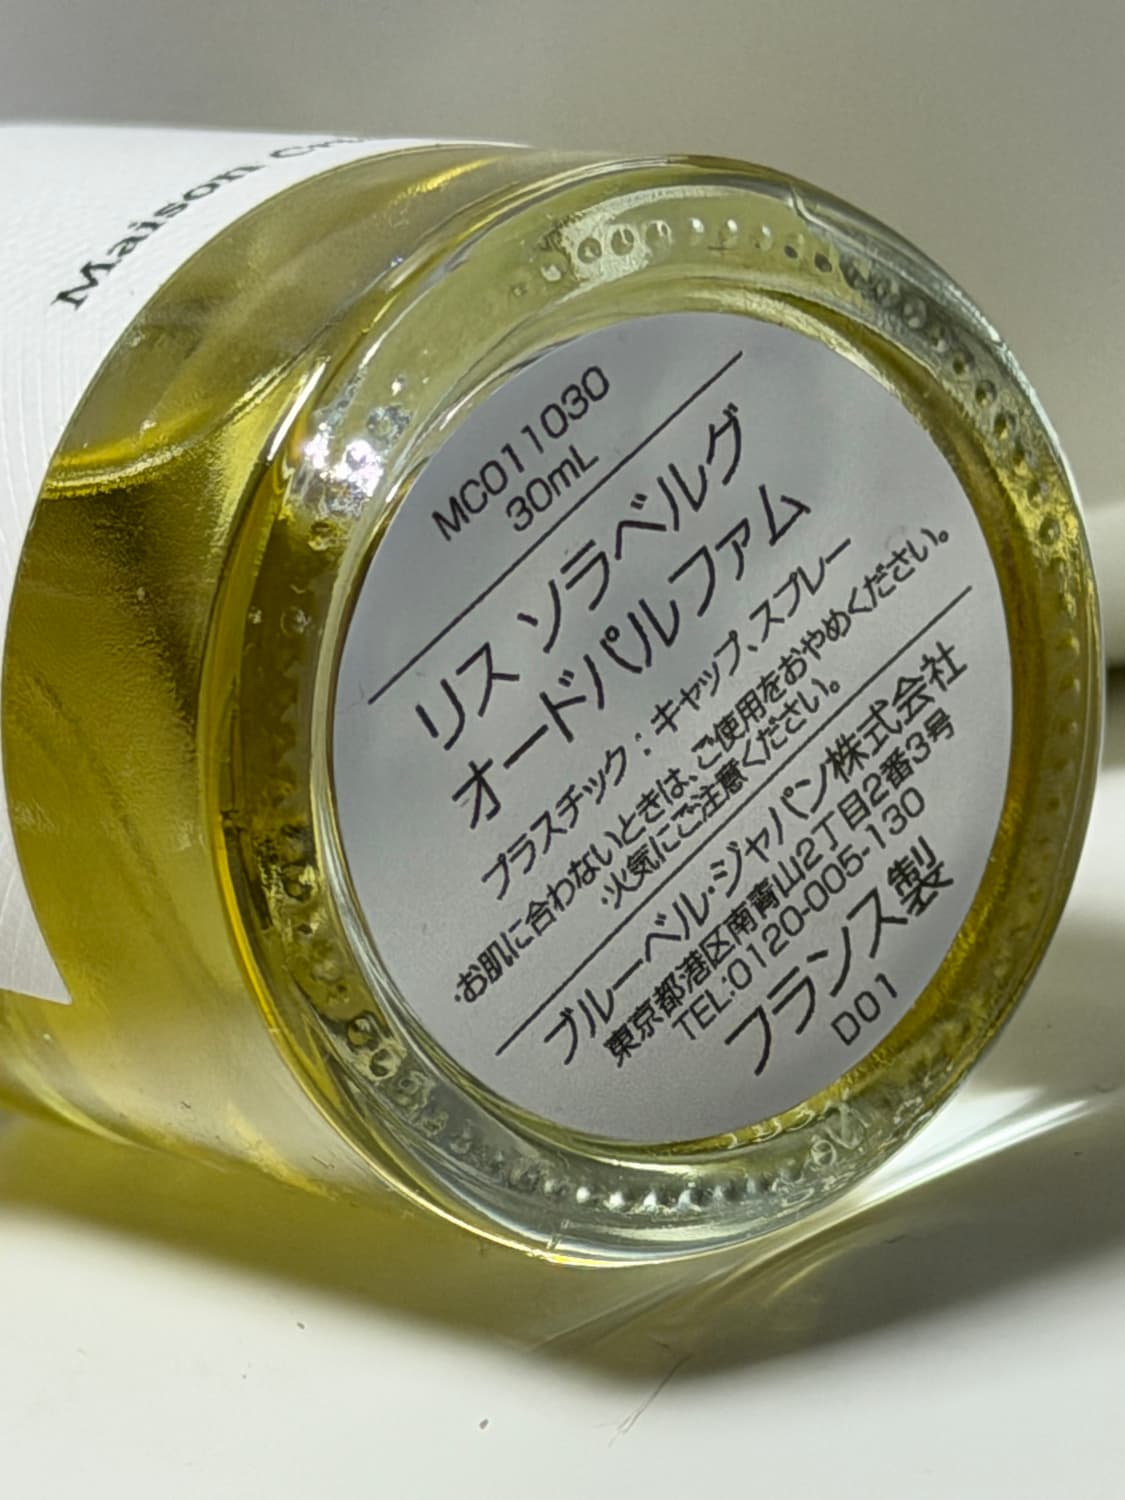 Maison
MCO11030
30mL
リス ソラベルグ
オードパルファム
プラスチック：キャップ、スプレー
・お肌に合わないときは、ご使用をおやめください。
・火気にご注意ください。
ブルーベル・ジャパン株式会社
東京都港区南青山2丁目2番3号
TEL:0120-005-130
フランス製
D01